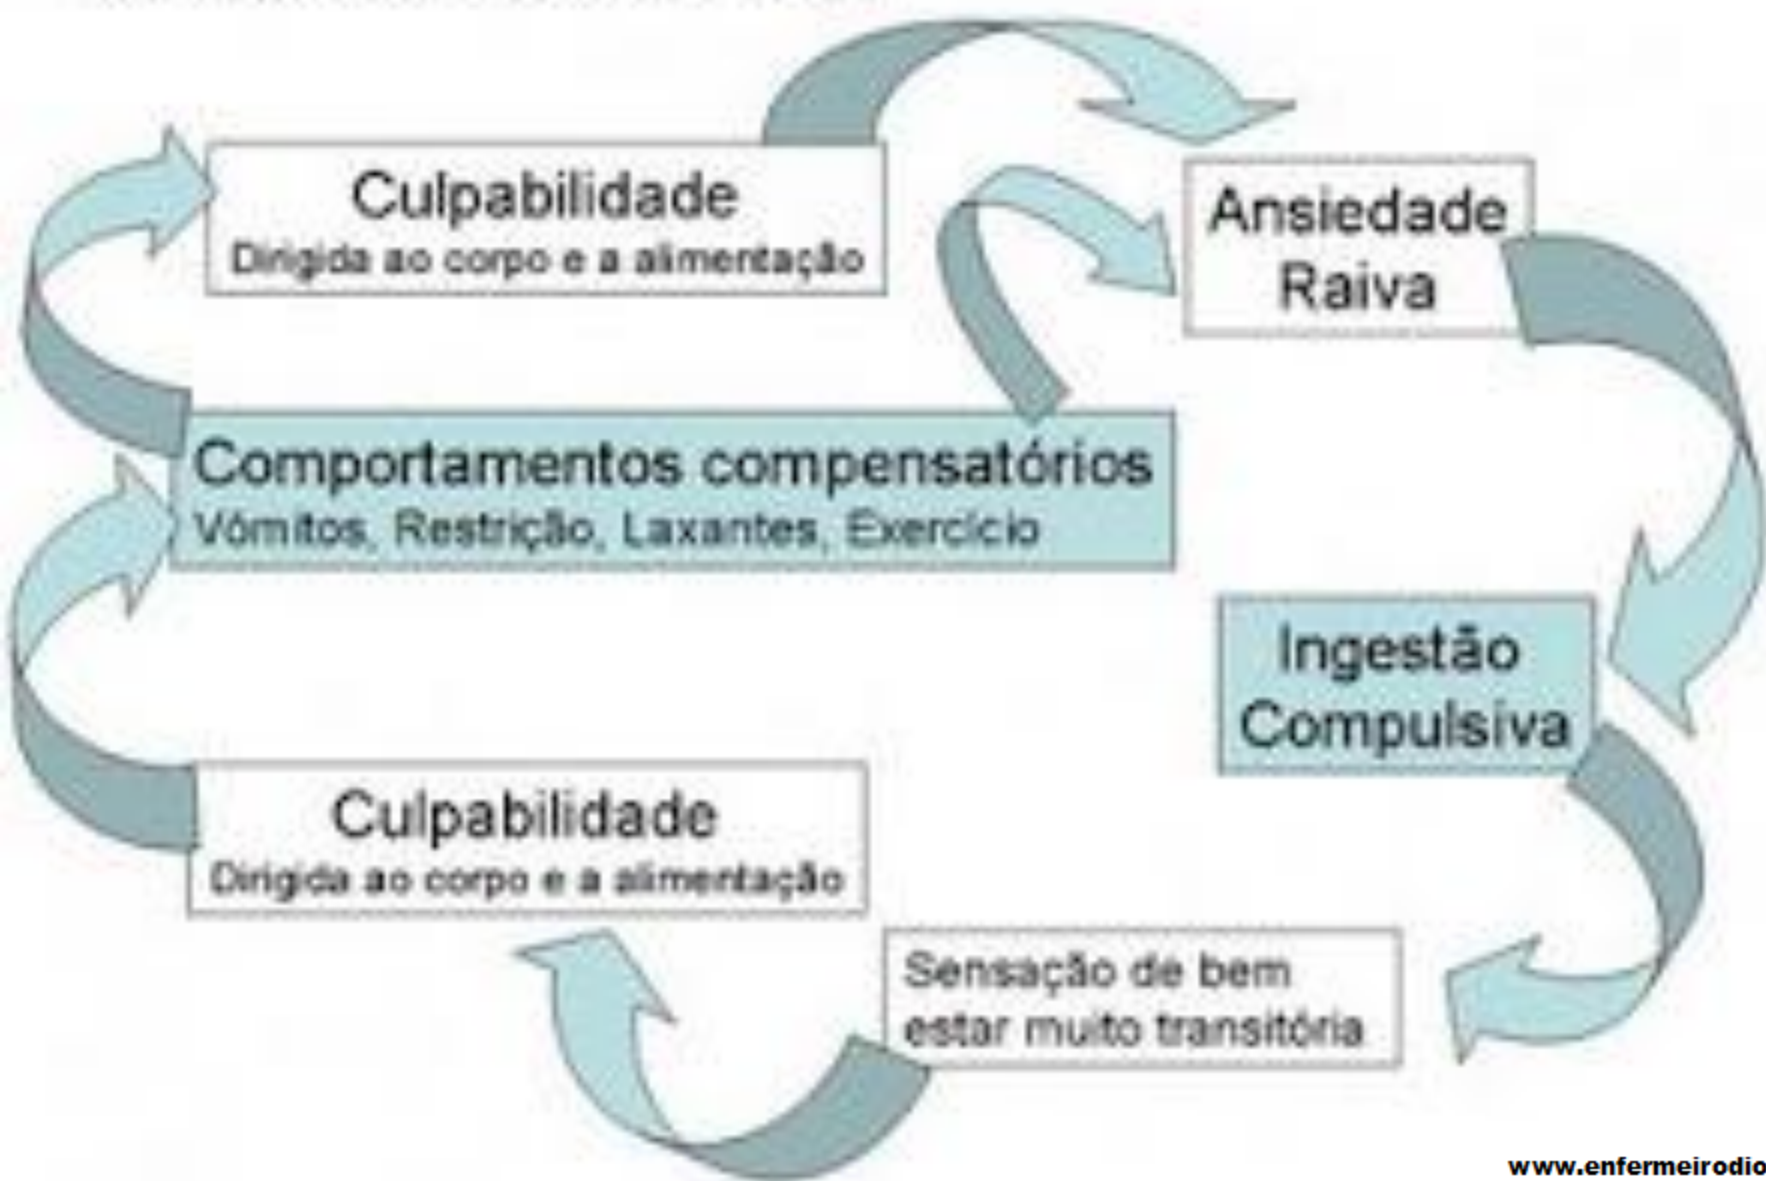 Culpabilidade
Dirigida ao corpo e a alimentação
Ansiedade
Raiva
Comportamentos compensatórios
Vómitos, Restrição, Laxantes, Exercício
Ingestão
Compulsiva
Culpabilidade
Dirigida ao corpo e a alimentação
Sensação de bem
estar muito transitória
www.enfermeirodio